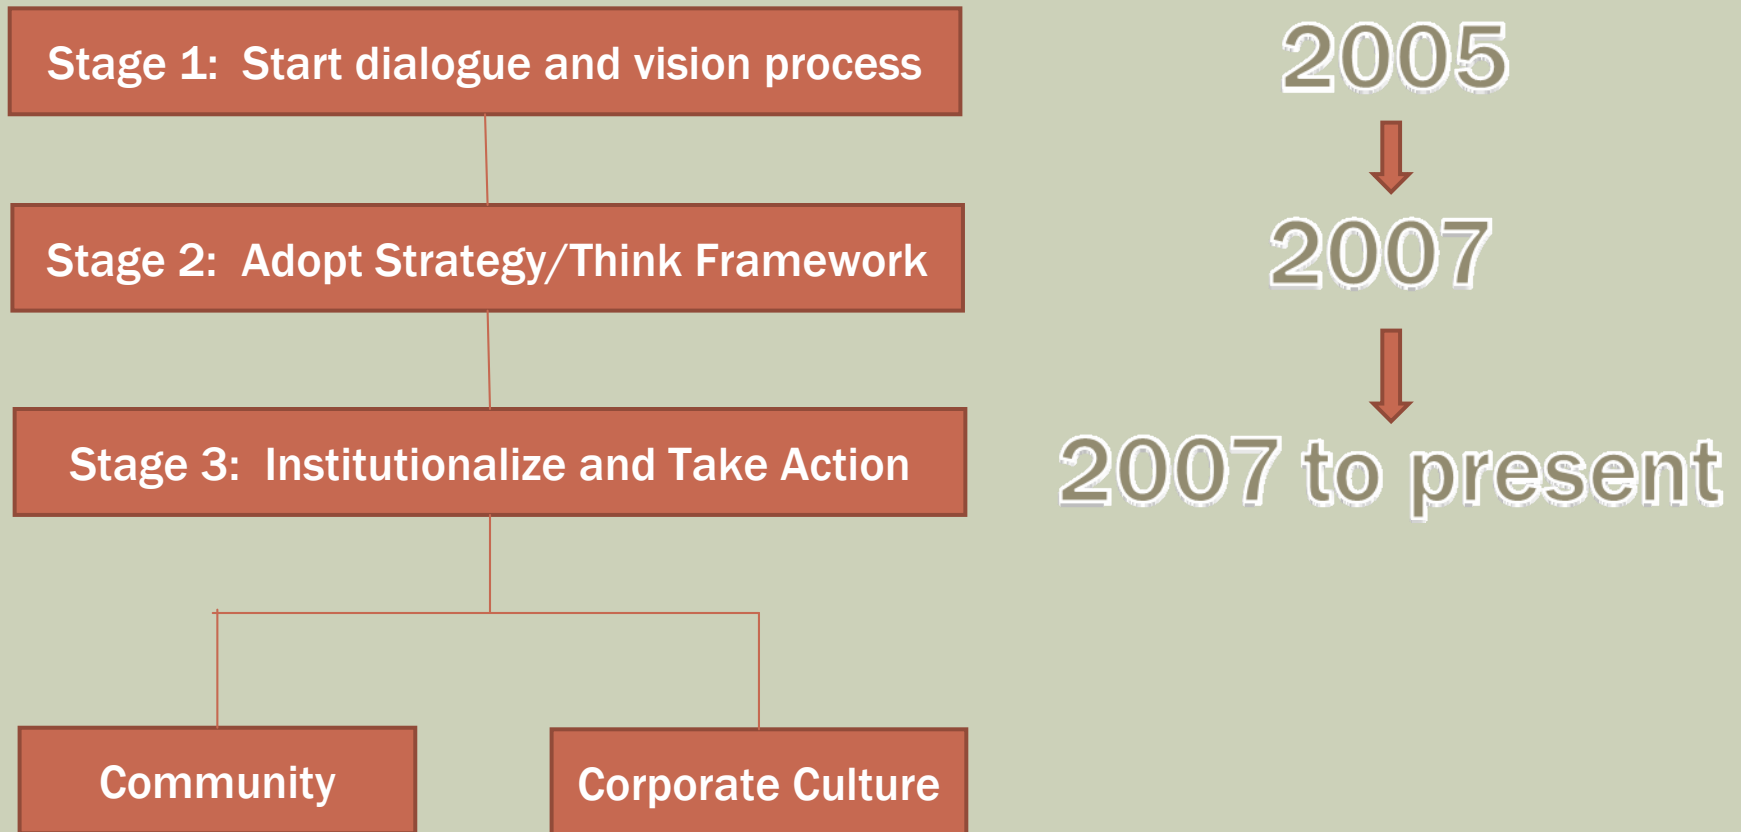 Stage 1: Start dialogue and vision process
2005
Stage 2: Adopt Strategy/Think Framework
2007
Stage 3: Institutionalize and Take Action
2007 to present
Community
Corporate Culture